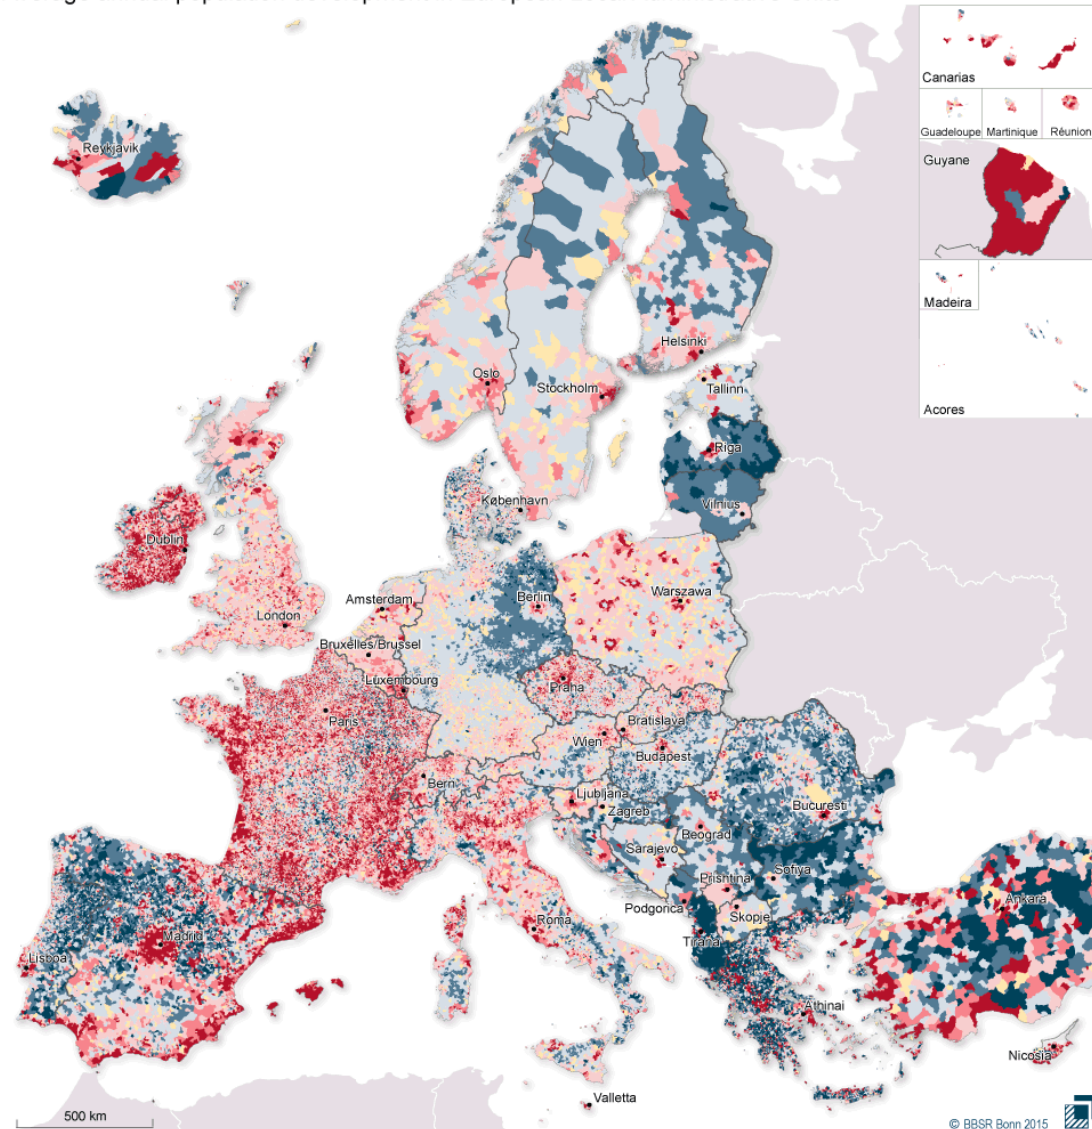 Canarias
Guadeloupe
Martinique
Réunion
Guyane
Madeira
Acores
Reykjavik
Helsinki
Oslo
Stockholm
Tallinn
Riga
København
Vilnius
Dublin
Berlin
Warszawa
Amsterdam
London
Bruxelles/Brussel
Luxembourg
Praha
Paris
Bratislava
Wien
Budapest
Bern
Ljubljana
Zagreb
Bucuresti
Beograd
Sarajevo
Sofiya
Prishtina
Ankara
Podgorica
Skopje
Madrid
Roma
Tirana
Lisboa
Athinai
Nicosia
Valletta
500 km
© BBSR Bonn 2015